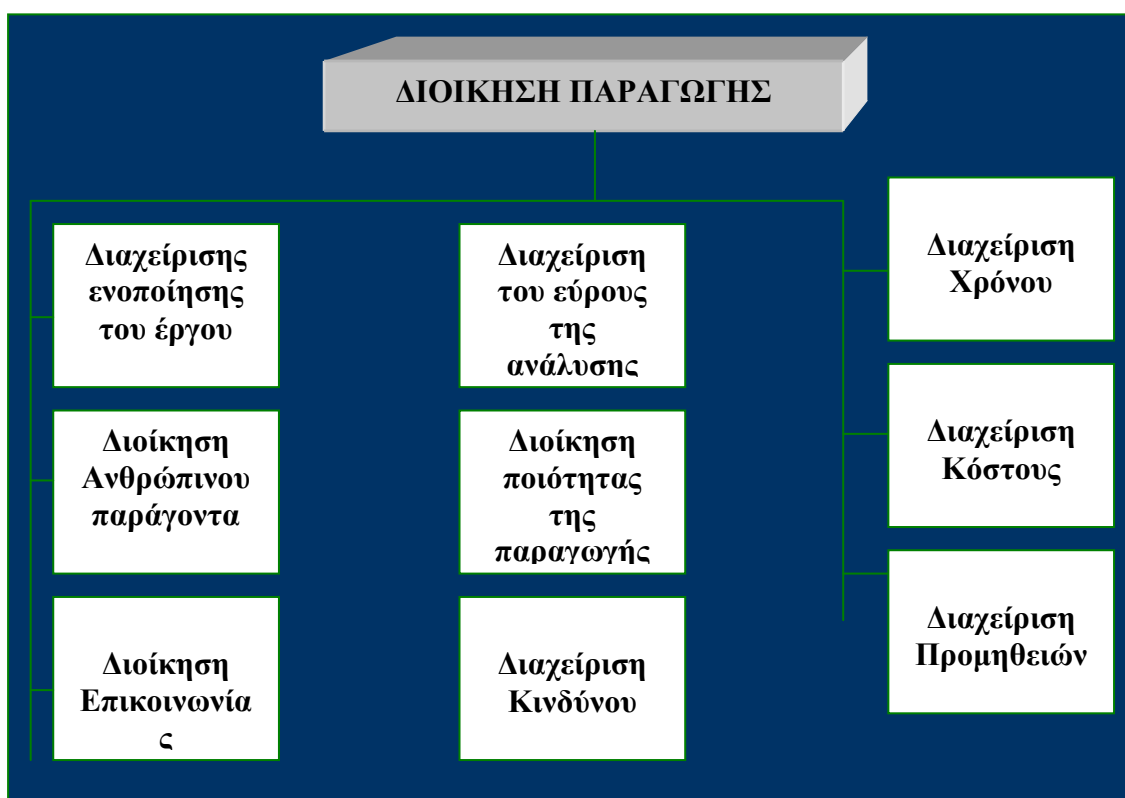 ΔΙΟΙΚΗΣΗ ΠΑΡΑΓΩΓΗΣ
Διαχείρισης
ενοποίησης
του έργου
Διαχείριση
του εύρους
της
ανάλυσης
Διαχείριση
Χρόνου
Διοίκηση
Ανθρώπινου
παράγοντα
Διοίκηση
ποιότητας
της
παραγωγής
Διαχείριση
Κόστους
Διοίκηση
Επικοινωνία
ς
Διαχείριση
Κινδύνου
Διαχείριση
Προμηθειών